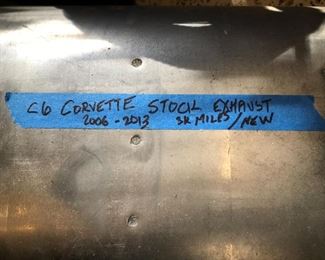 C6 CORVETTE STOCK EXHAUST
2006-2013 3K MILES/NEW